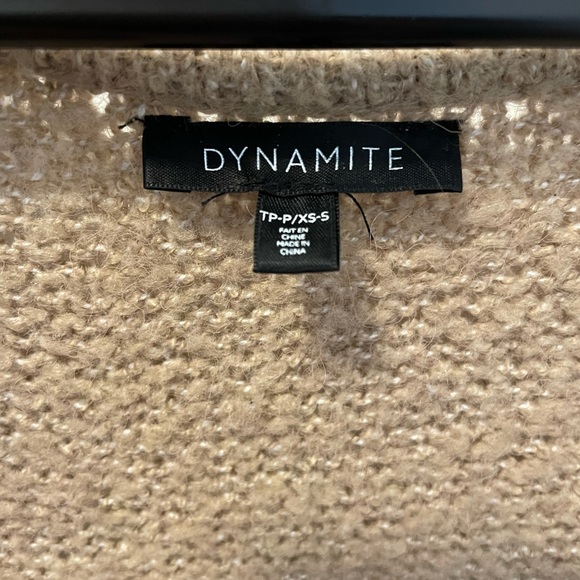 DYNAMITE
TP-P/XS-S
FAIT EN
CHINE
MADE IN
CHINA